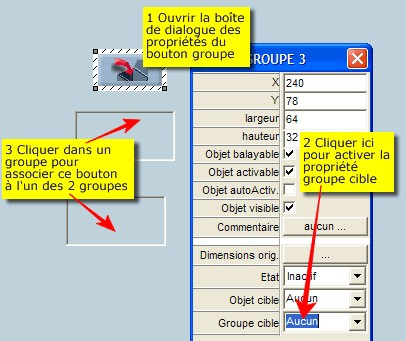 1 Ouvrir la boîte
de dialogue des
propriétés du
bouton groupe
GROUPE 3
X 240
Y 78
largeur 64
hauteur 32
Objet balayable
Objet activable
Objet autoActiv.
Objet visible
Commentaire aucun ...
Dimensions orig. ...
Etat Inactif
Objet cible Aucun
Groupe cible Aucun
2 Cliquer ici
pour activer la
propriété
groupe cible
3 Cliquer dans un
groupe pour
associer ce bouton
à l'un des 2 groupes